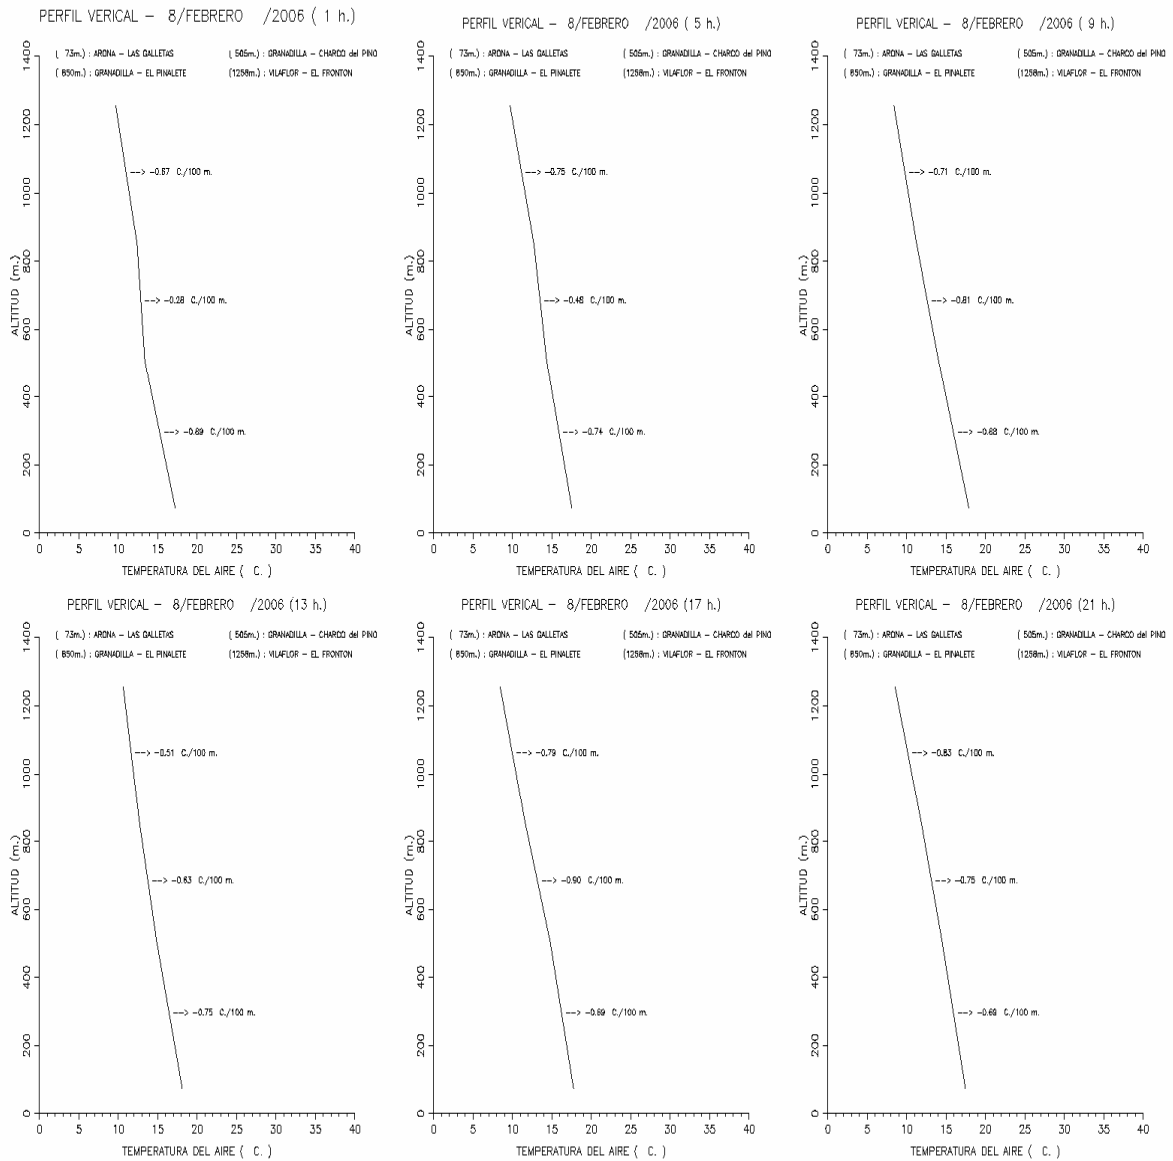 PERFIL VERICAL - 8/FEBRERO /2006 ( 1 h.)
( 73m.) : ARONA - LAS GALLETAS ( 505m.) : GRANADILLA - CHARCO del PINO
( 850m.) : GRANADILLA - EL PINALETE (1258m.) : VILAFLOR - EL FRONTON
1400
1200
1000
800
600
400
200
0
ALTITUD (m.)
--> -0.67 C./100 m.
--> -0.28 C./100 m.
--> -0.89 C./100 m.
0 5 10 15 20 25 30 35 40
TEMPERATURA DEL AIRE ( C. )
PERFIL VERICAL - 8/FEBRERO /2006 ( 5 h.)
( 73m.) : ARONA - LAS GALLETAS ( 505m.) : GRANADILLA - CHARCO del PINO
( 850m.) : GRANADILLA - EL PINALETE (1258m.) : VILAFLOR - EL FRONTON
1400
1200
1000
800
600
400
200
0
ALTITUD (m.)
--> -0.75 C./100 m.
--> C./100 m.
--> -0.74 C./100 m.
0 5 10 15 20 25 30 35 40
TEMPERATURA DEL AIRE ( C. )
PERFIL VERICAL - 8/FEBRERO /2006 ( 9 h.)
( 73m.) : ARONA - LAS GALLETAS ( 505m.) : GRANADILLA - CHARCO del PINO
( 850m.) : GRANADILLA - EL PINALETE (1258m.) : VILAFLOR - EL FRONTON
1400
1200
1000
800
600
400
200
0
ALTITUD (m.)
--> -0.71 C./100 m.
--> -0.81 C./100 m.
--> C./100 m.
0 5 10 15 20 25 30 35 40
TEMPERATURA DEL AIRE ( C. )
PERFIL VERICAL - 8/FEBRERO /2006 (13 h.)
( 73m.) : ARONA - LAS GALLETAS ( 505m.) : GRANADILLA - CHARCO del PINO
( 850m.) : GRANADILLA - EL PINALETE (1258m.) : VILAFLOR - EL FRONTON
1400
1200
1000
800
600
400
200
0
ALTITUD (m.)
--> -0.51 C./100 m.
--> -0.63 C./100 m.
--> -0.75 C./100 m.
0 5 10 15 20 25 30 35 40
TEMPERATURA DEL AIRE ( C. )
PERFIL VERICAL - 8/FEBRERO /2006 (17 h.)
( 73m.) : ARONA - LAS GALLETAS ( 505m.) : GRANADILLA - CHARCO del PINO
( 850m.) : GRANADILLA - EL PINALETE (1258m.) : VILAFLOR - EL FRONTON
1400
1200
1000
800
600
400
200
0
ALTITUD (m.)
--> -0.79 C./100 m.
--> -0.90 C./100 m.
--> -0.69 C./100 m.
0 5 10 15 20 25 30 35 40
TEMPERATURA DEL AIRE ( C. )
PERFIL VERICAL - 8/FEBRERO /2006 (21 h.)
( 73m.) : ARONA - LAS GALLETAS ( 505m.) : GRANADILLA - CHARCO del PINO
( 850m.) : GRANADILLA - EL PINALETE (1258m.) : VILAFLOR - EL FRONTON
1400
1200
1000
800
600
400
200
0
ALTITUD (m.)
--> -0.83 C./100 m.
--> -0.75 C./100 m.
--> C./100 m.
0 5 10 15 20 25 30 35 40
TEMPERATURA DEL AIRE ( C. )